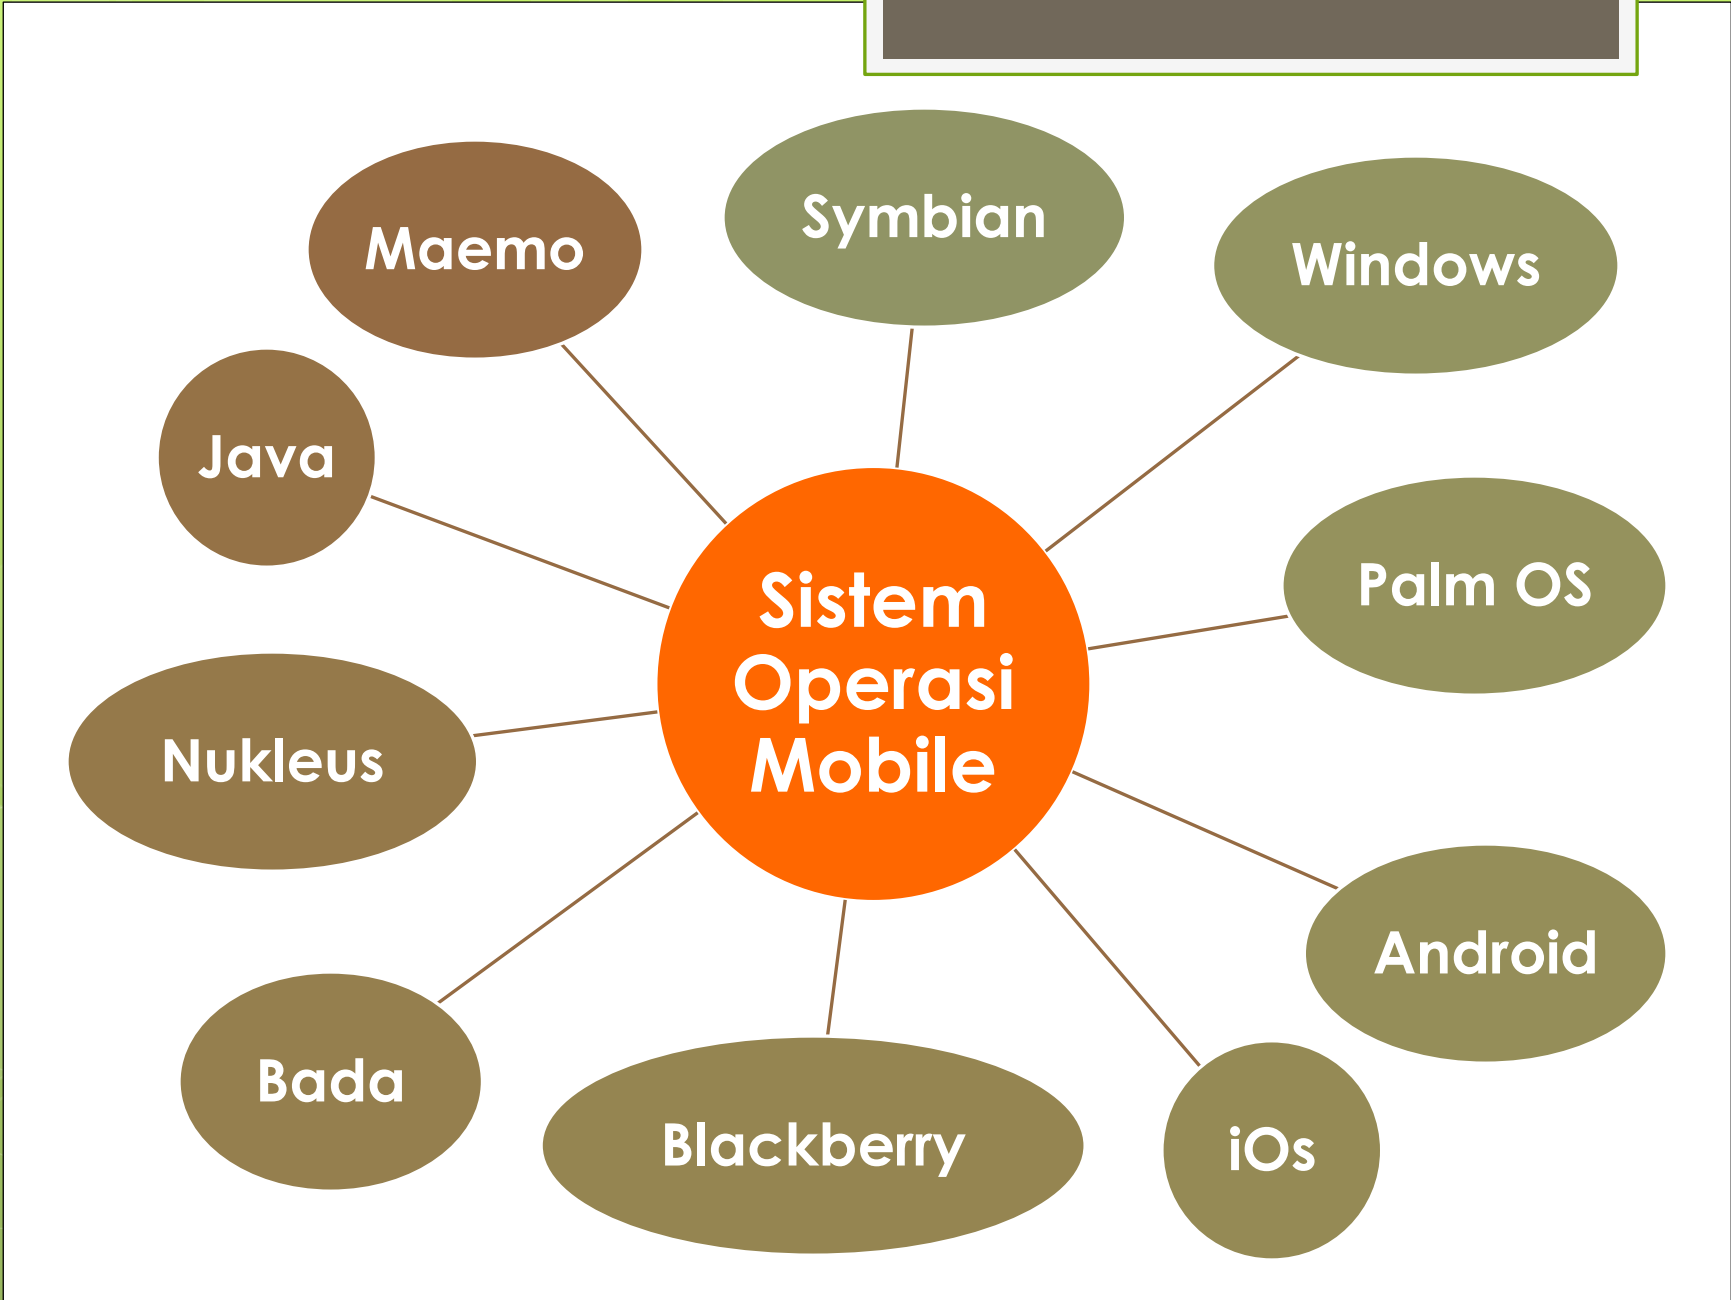 Symbian
Windows
Palm OS
Android
iOs
Blackberry
Bada
Nukleus
Java
Maemo
Sistem
Operasi
Mobile